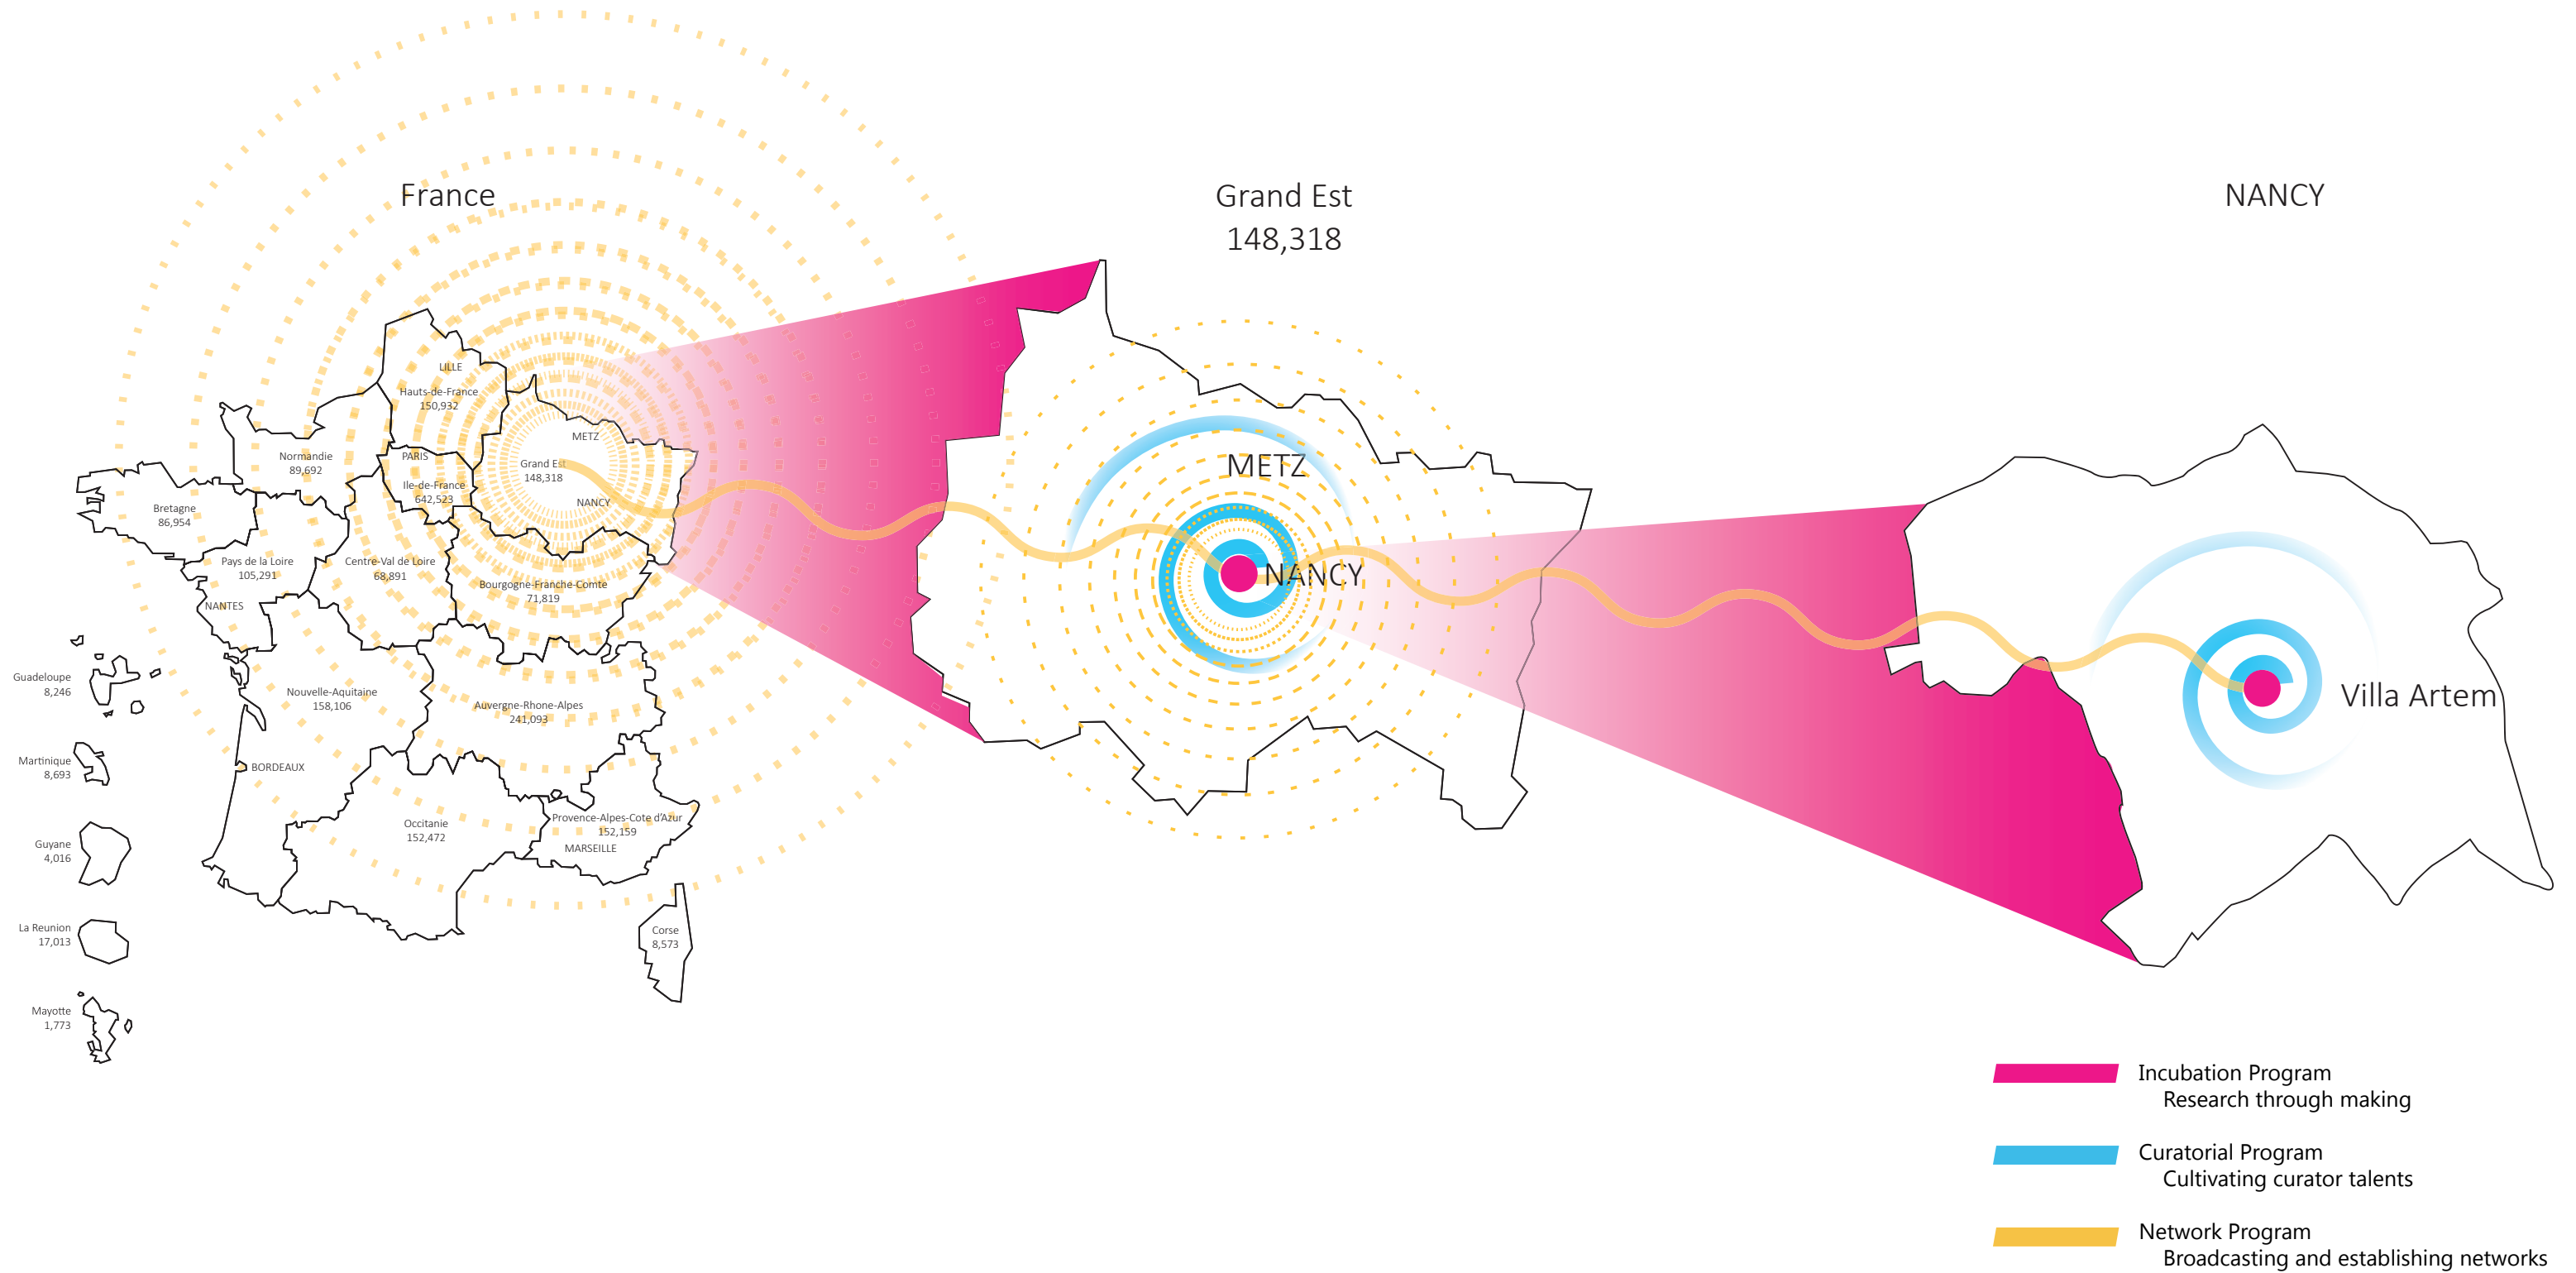 France
Grand Est
148,318
NANCY
LILLE
Hauts-de-France
150,932
METZ
Normandie
89,692
PARIS
Grand Est
148,318
Ile-de-France
642,523
NANCY
Bretagne
86,954
Pays de la Loire
105,291
Centre-Val de Loire
68,891
Bourgogne-Franche-Comte
71,819
NANTES
Guadeloupe
8,246
Nouvelle-Aquitaine
158,106
Auvergne-Rhone-Alpes
241,093
Martinique
8,693
BORDEAUX
Occitanie
152,472
Provence-Alpes-Cote d'Azur
152,159
MARSEILLE
Guyane
4,016
La Reunion
17,013
Corse
8,573
Mayotte
1,773
METZ
NANCY
Villa Artem
Incubation Program
Research through making
Curatorial Program
Cultivating curator talents
Network Program
Broadcasting and establishing networks